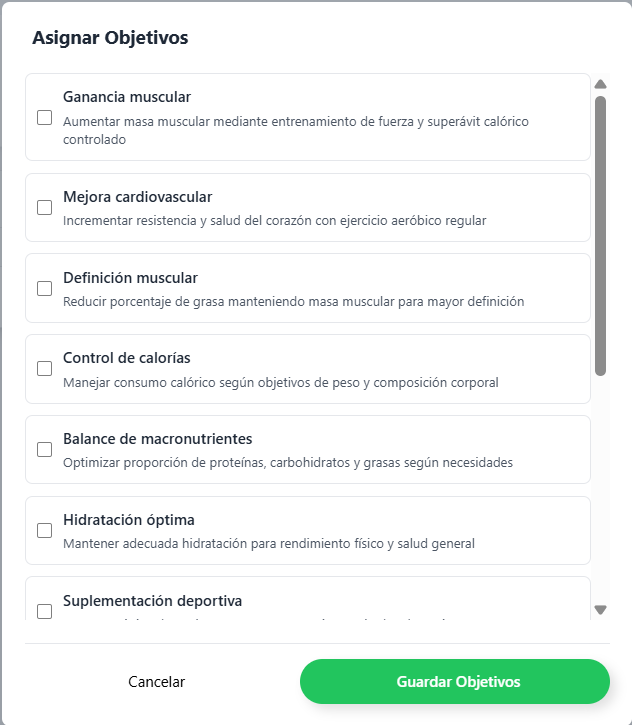 Asignar Objetivos
Ganancia muscular
Aumentar masa muscular mediante entrenamiento de fuerza y superávit calórico
controlado
Mejora cardiovascular
Incrementar resistencia y salud del corazón con ejercicio aeróbico regular
Definición muscular
Reducir porcentaje de grasa manteniendo masa muscular para mayor definición
Control de calorías
Manejar consumo calórico según objetivos de peso y composición corporal
Balance de macronutrientes
Optimizar proporción de proteínas, carbohidratos y grasas según necesidades
Hidratación óptima
Mantener adecuada hidratación para rendimiento físico y salud general
Suplementación deportiva
Cancelar
Guardar Objetivos